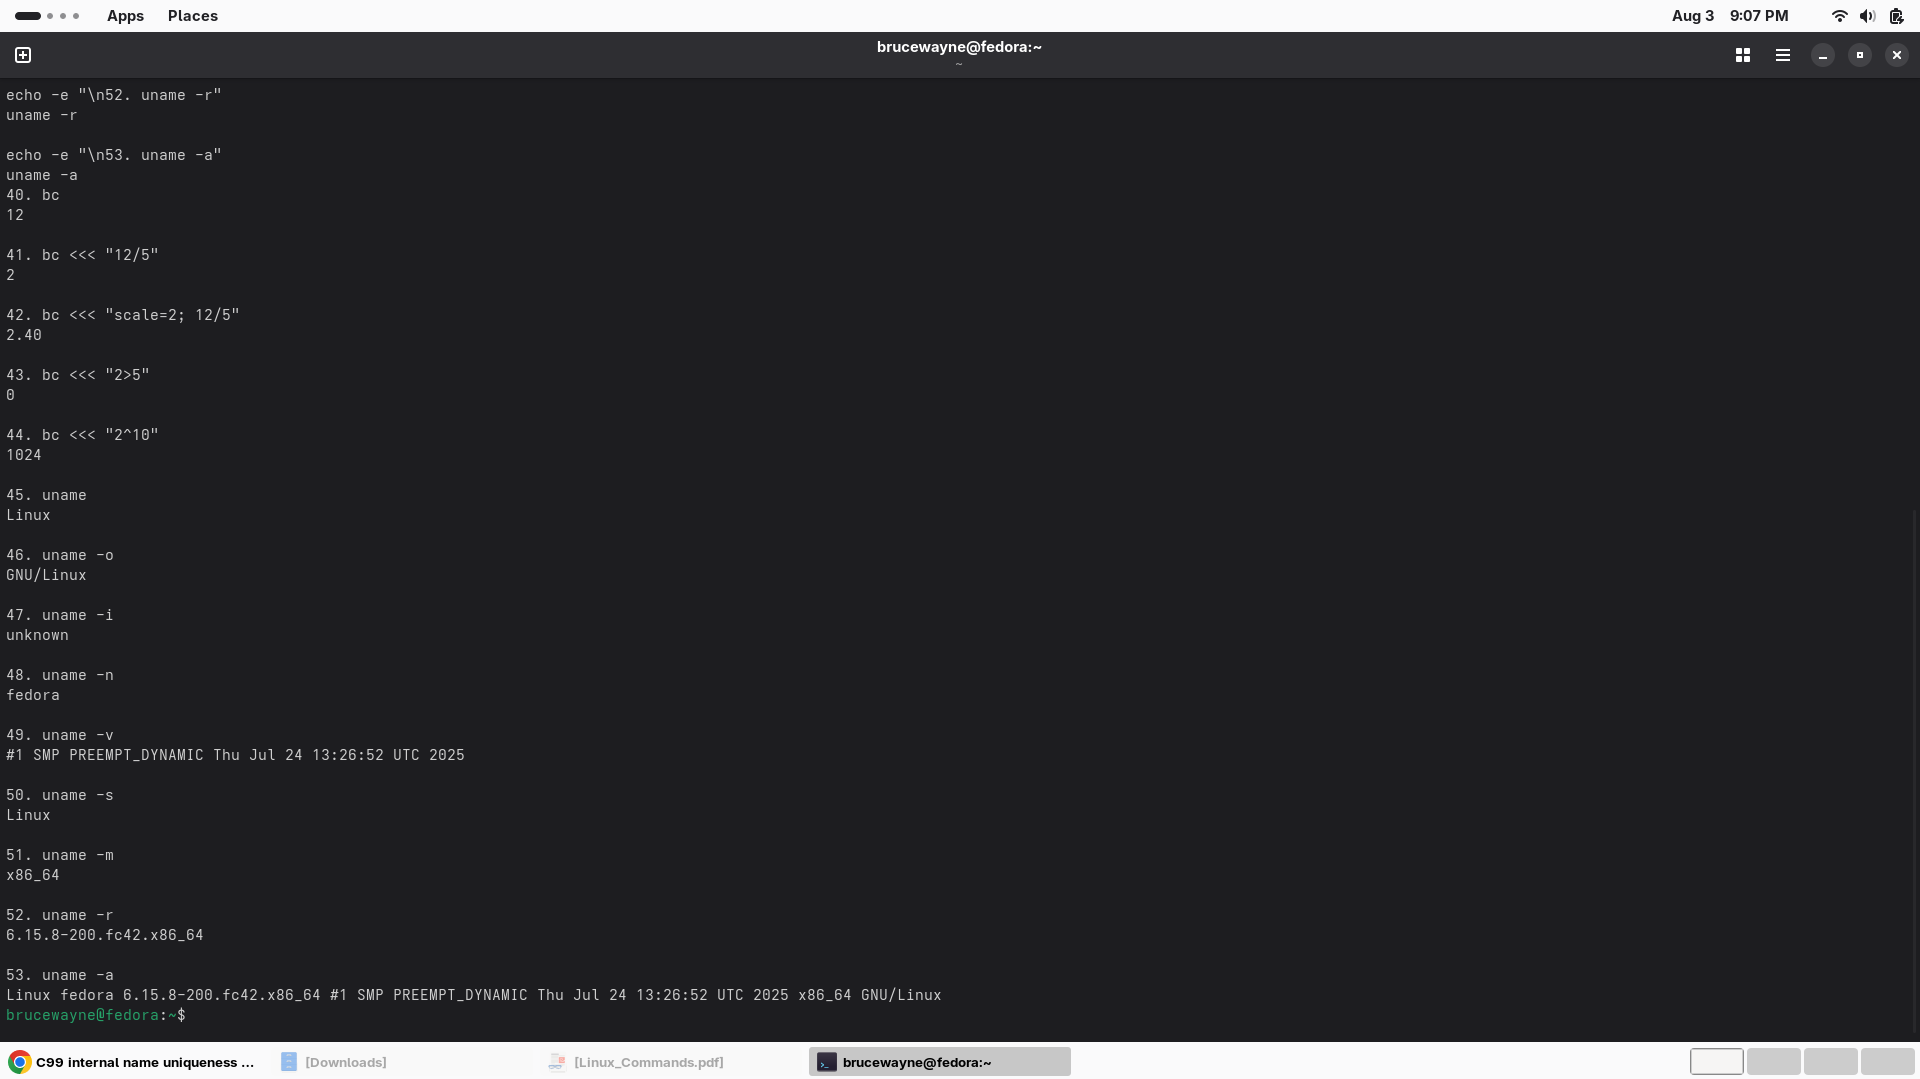 Apps Places Aug 3 9:07 PM
brucewayne@fedora:~
~
echo -e "\n52. uname -r"
uname -r
echo -e "\n53. uname -a"
uname -a
40. bc
12
41. bc <<< "12/5"
2
42. bc <<< "scale=2; 12/5"
2.40
43. bc <<< "2>5"
0
44. bc <<< "2^10"
1024
45. uname
Linux
46. uname -o
GNU/Linux
47. uname -i
unknown
48. uname -n
fedora
49. uname -v
#1 SMP PREEMPT_DYNAMIC Thu Jul 24 13:26:52 UTC 2025
50. uname -s
Linux
51. uname -m
x86_64
52. uname -r
6.15.8-200.fc42.x86_64
53. uname -a
Linux fedora 6.15.8-200.fc42.x86_64 #1 SMP PREEMPT_DYNAMIC Thu Jul 24 13:26:52 UTC 2025 x86_64 GNU/Linux
brucewayne@fedora:~$
C99 internal name uniqueness ... [Downloads] [Linux_Commands.pdf] brucewayne@fedora:~